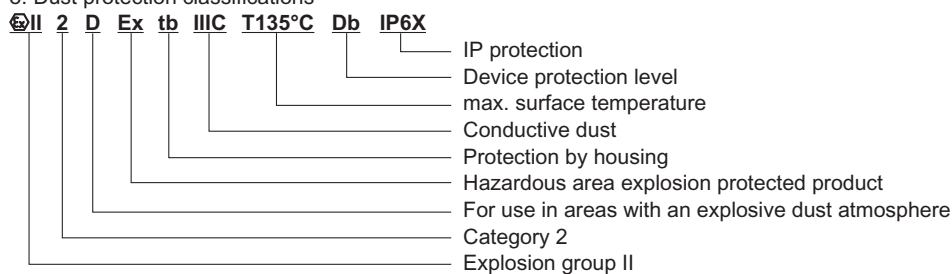 II 2 D Ex tb IIIC T135°C Db IP6X
IP protection
Device protection level
max. surface temperature
Conductive dust
Protection by housing
Hazardous area explosion protected product
For use in areas with an explosive dust atmosphere
Category 2
Explosion group II